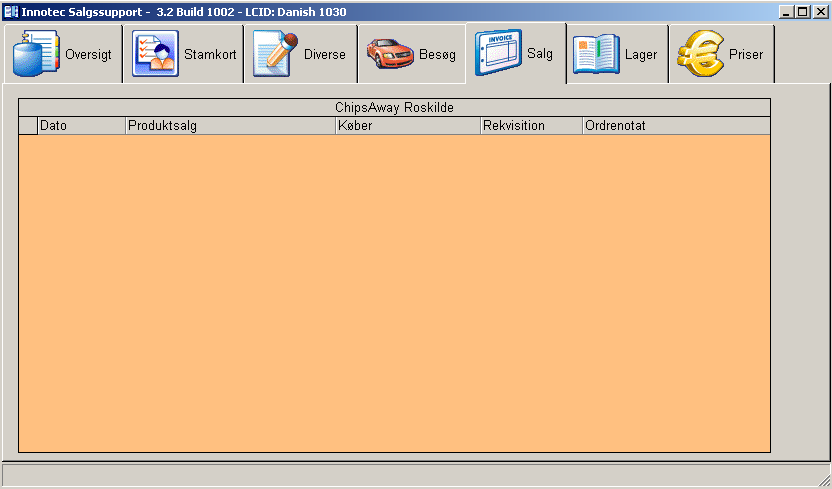 Innotec Salgssupport - 3.2 Build 1002 - LCID: Danish 1030
Oversigt Stamkort Diverse Besøg INVOICE Salg Lager Priser
ChipsAway Roskilde
Dato Produktsalg Køber Rekvisition Ordrenotat